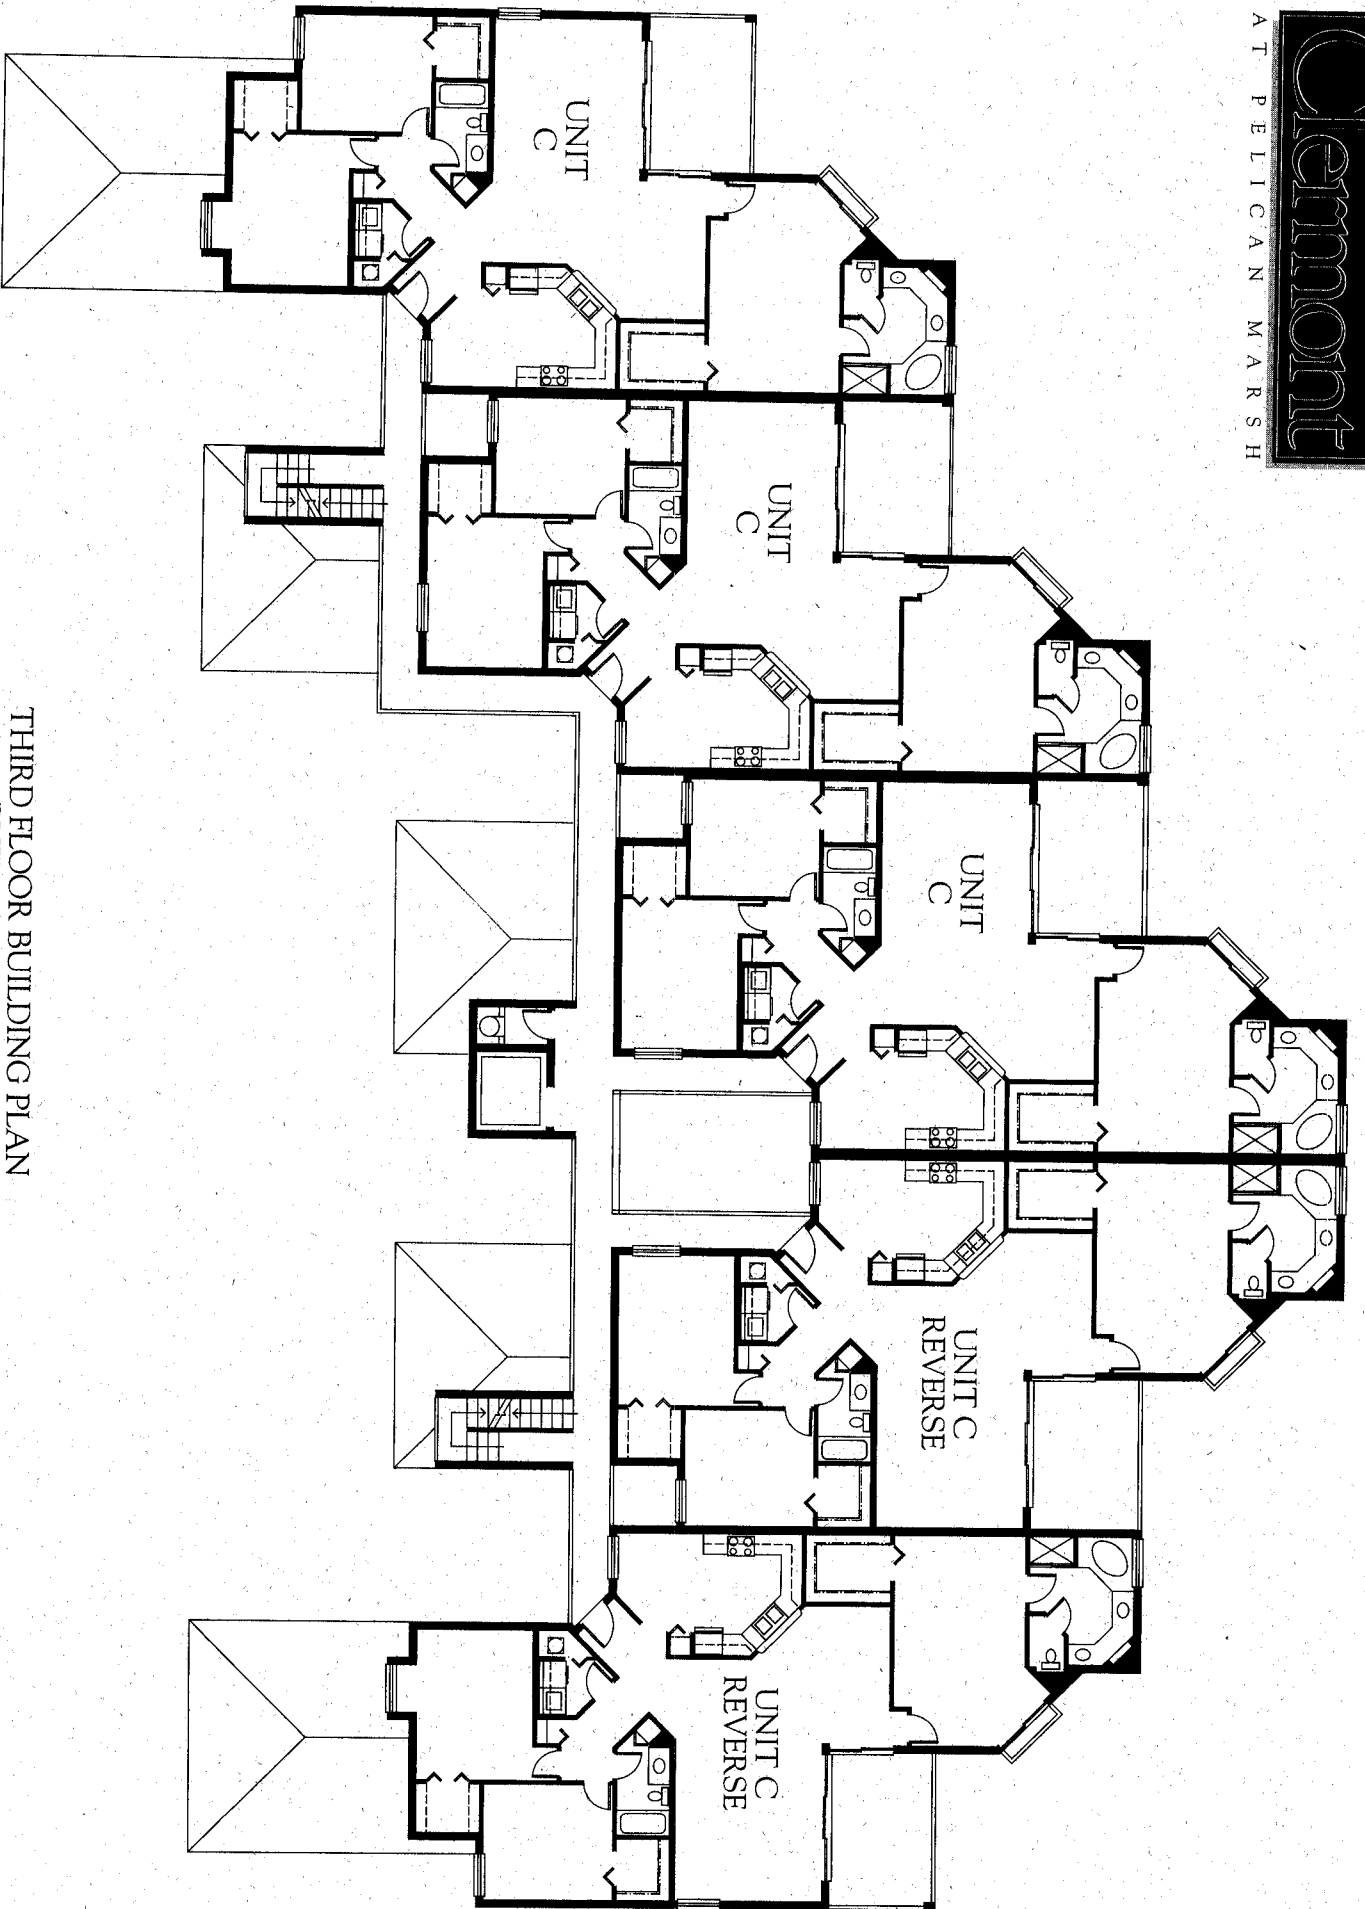 Clermont
AT PELICAN MARSH
UNIT
C
UNIT
C
UNIT
C
UNIT C
REVERSE
UNIT C
REVERSE
THIRD FLOOR BUILDING PLAN